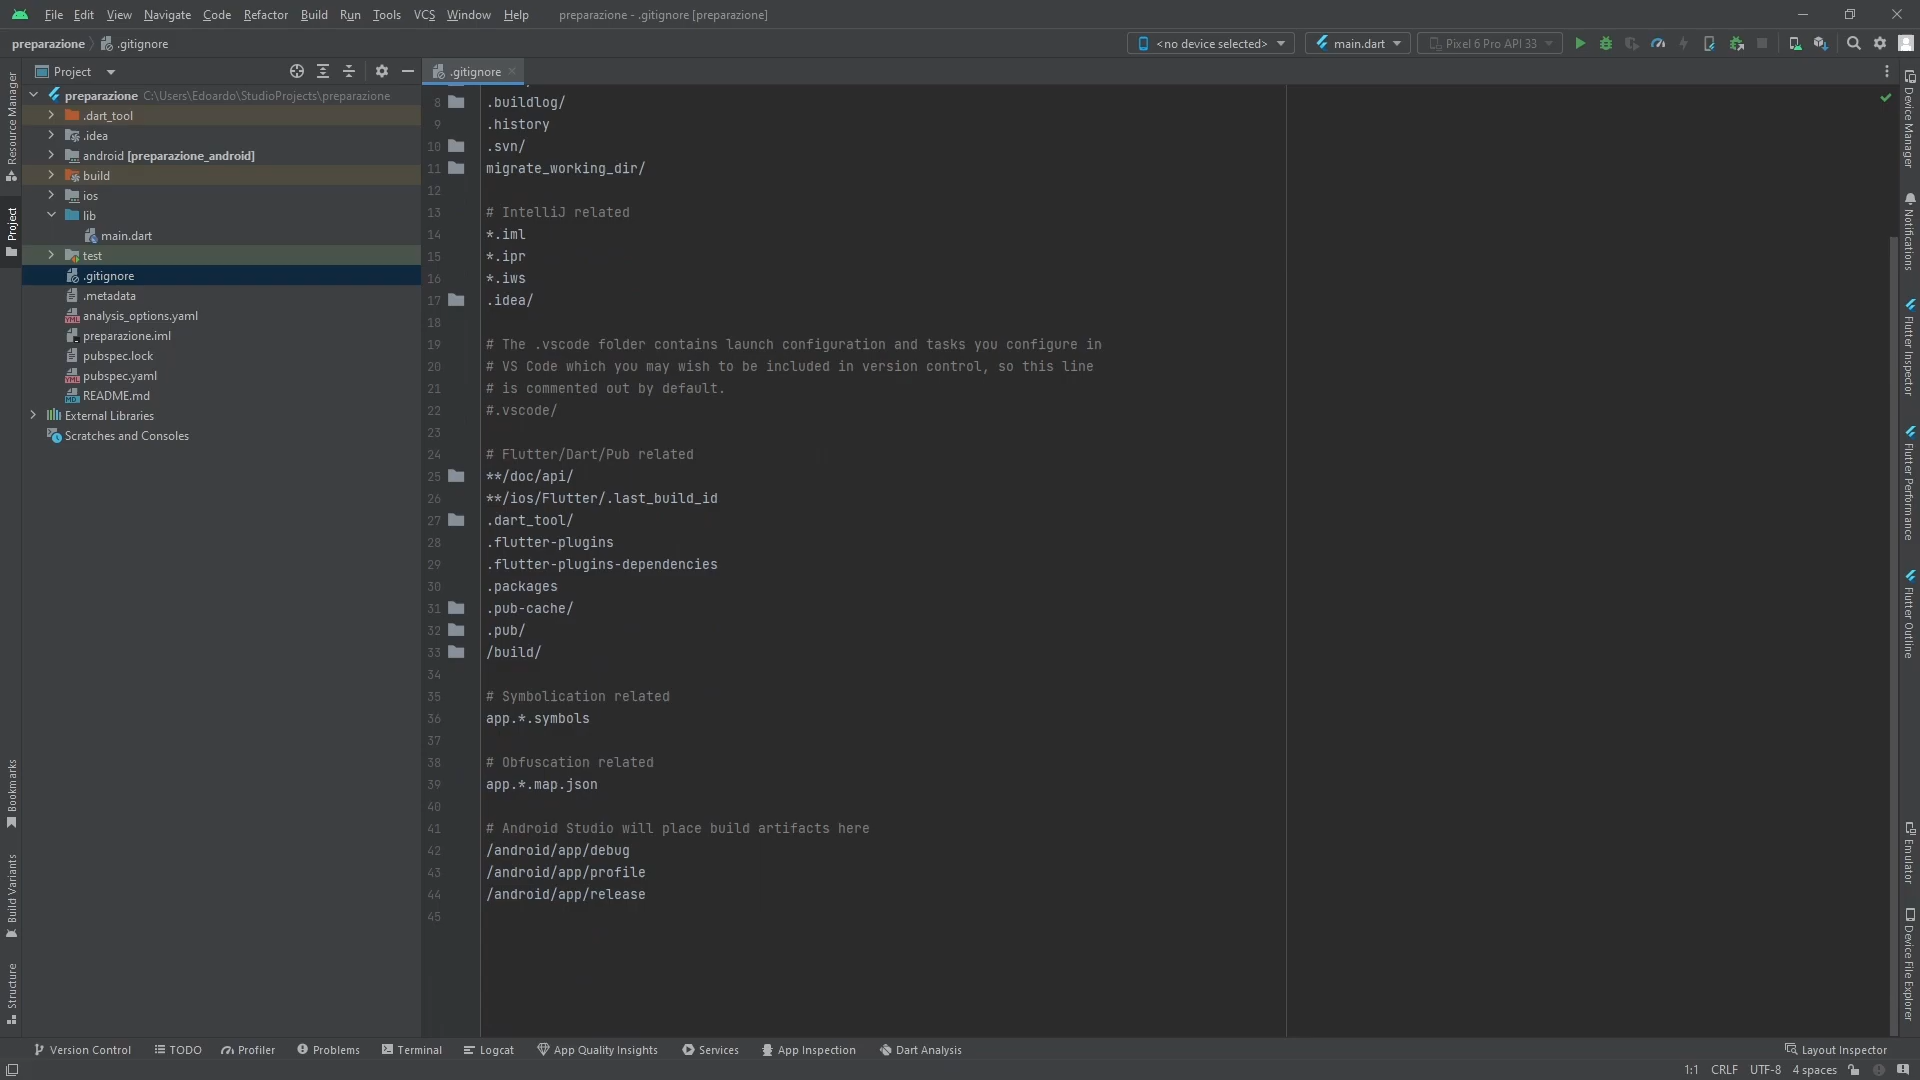 File Edit View Navigate Code Refactor Build Run Tools VCS Window Help preparazione - .gitignore [preparazione]
preparazione .gitignore <no device selected> main.dart Pixel 6 Pro API 33
Project .gitignore
preparazione C:\Users\Edoardo\StudioProjects\preparazione
.dart_tool
.idea
android [preparazione_android]
build
ios
lib
main.dart
test
.gitignore
.metadata
analysis_options.yaml
preparazione.iml
pubspec.lock
pubspec.yaml
README.md
External Libraries
Scratches and Consoles
Resource Manager
Project
Bookmarks
Build Variants
Structure
8 .buildlog/
9 .history
10 .svn/
11 migrate_working_dir/
12
13 # IntelliJ related
14 *.iml
15 *.ipr
16 *.iws
17 .idea/
18
19 # The .vscode folder contains launch configuration and tasks you configure in
20 # VS Code which you may wish to be included in version control, so this line
21 # is commented out by default.
22 #.vscode/
23
24 # Flutter/Dart/Pub related
25 **/doc/api/
26 **/ios/Flutter/.last_build_id
27 .dart_tool/
28 .flutter-plugins
29 .flutter-plugins-dependencies
30 .packages
31 .pub-cache/
32 .pub/
33 /build/
34
35 # Symbolication related
36 app.*.symbols
37
38 # Obfuscation related
39 app.*.map.json
40
41 # Android Studio will place build artifacts here
42 /android/app/debug
43 /android/app/profile
44 /android/app/release
45
Device Manager
Notifications
Flutter Inspector
Flutter Performance
Flutter Outline
Emulator
Device File Explorer
Version Control TODO Profiler Problems Terminal Logcat App Quality Insights Services App Inspection Dart Analysis Layout Inspector
1:1 CRLF UTF-8 4 spaces